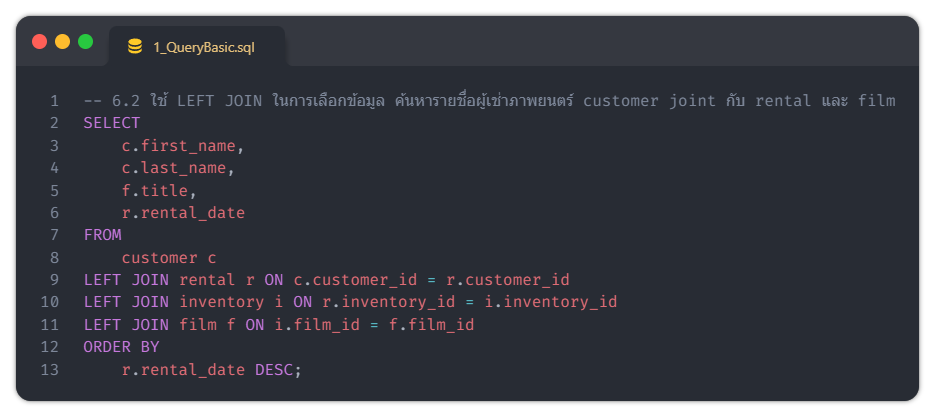 1_QueryBasic.sql
1 -- 6.2 ใช้ LEFT JOIN ในการเลือกข้อมูล ค้นหารายชื่อผู้เช่าภาพยนตร์ customer joint กับ rental และ film
2 SELECT
3     c.first_name,
4     c.last_name,
5     f.title,
6     r.rental_date
7 FROM
8     customer c
9 LEFT JOIN rental r ON c.customer_id = r.customer_id
10 LEFT JOIN inventory i ON r.inventory_id = i.inventory_id
11 LEFT JOIN film f ON i.film_id = f.film_id
12 ORDER BY
13     r.rental_date DESC;